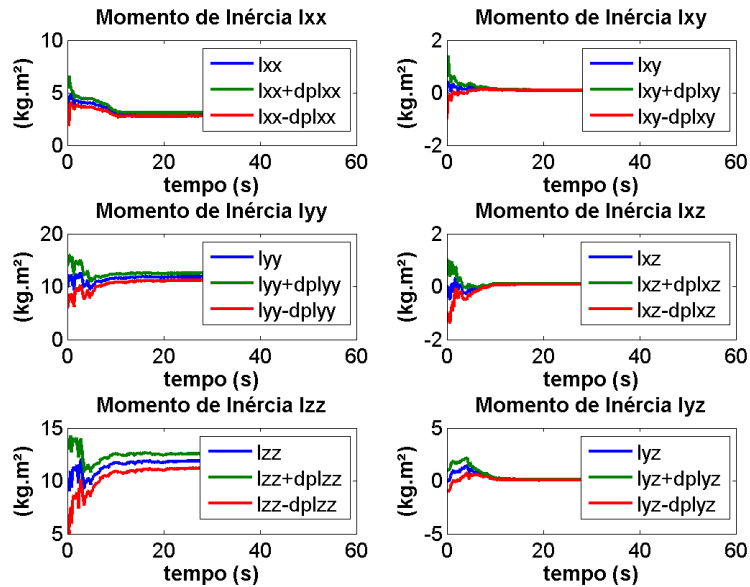 Momento de Inércia Ixx
(kg.m²)
10
5
0
0
20
40
60
tempo (s)
Ixx
Ixx+dpIxx
Ixx-dpIxx
Momento de Inércia Ixy
(kg.m²)
2
0
-2
0
20
40
60
tempo (s)
Ixy
Ixy+dpIxy
Ixy-dpIxy
Momento de Inércia Iyy
(kg.m²)
20
10
0
0
20
40
60
tempo (s)
Iyy
Iyy+dpIyy
Iyy-dpIyy
Momento de Inércia Ixz
(kg.m²)
2
0
-2
0
20
40
60
tempo (s)
Ixz
Ixz+dpIxz
Ixz-dpIxz
Momento de Inércia Izz
(kg.m²)
15
10
5
0
20
40
60
tempo (s)
Izz
Izz+dpIzz
Izz-dpIzz
Momento de Inércia Iyz
(kg.m²)
5
0
-5
0
20
40
60
tempo (s)
Iyz
Iyz+dpIyz
Iyz-dpIyz